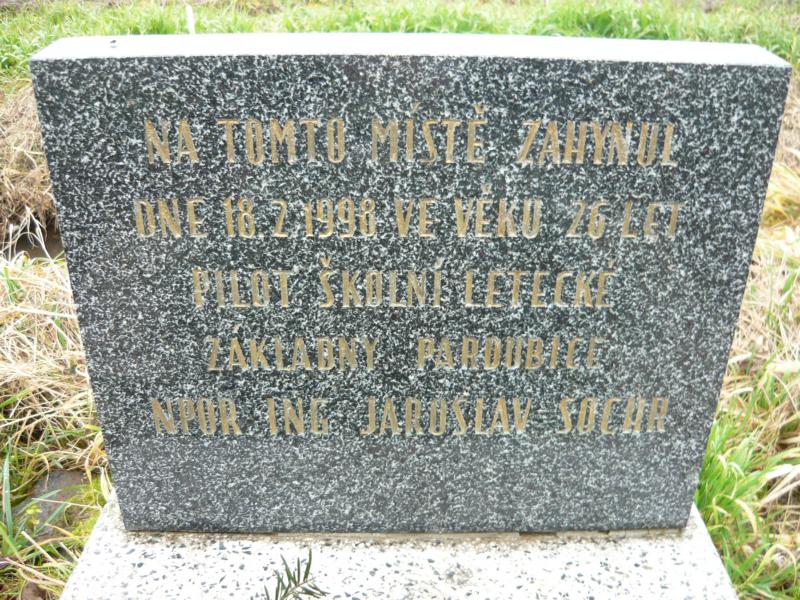 NA TOMTO MÍSTĚ ZAHYNUL
DNE 18.2.1998 VE VĚKU 26 LET
PILOT ŠKOLNÍ LETECKÉ
ZÁKLADNY PARDUBICE
NPOR ING JAROSLAV SOCHR